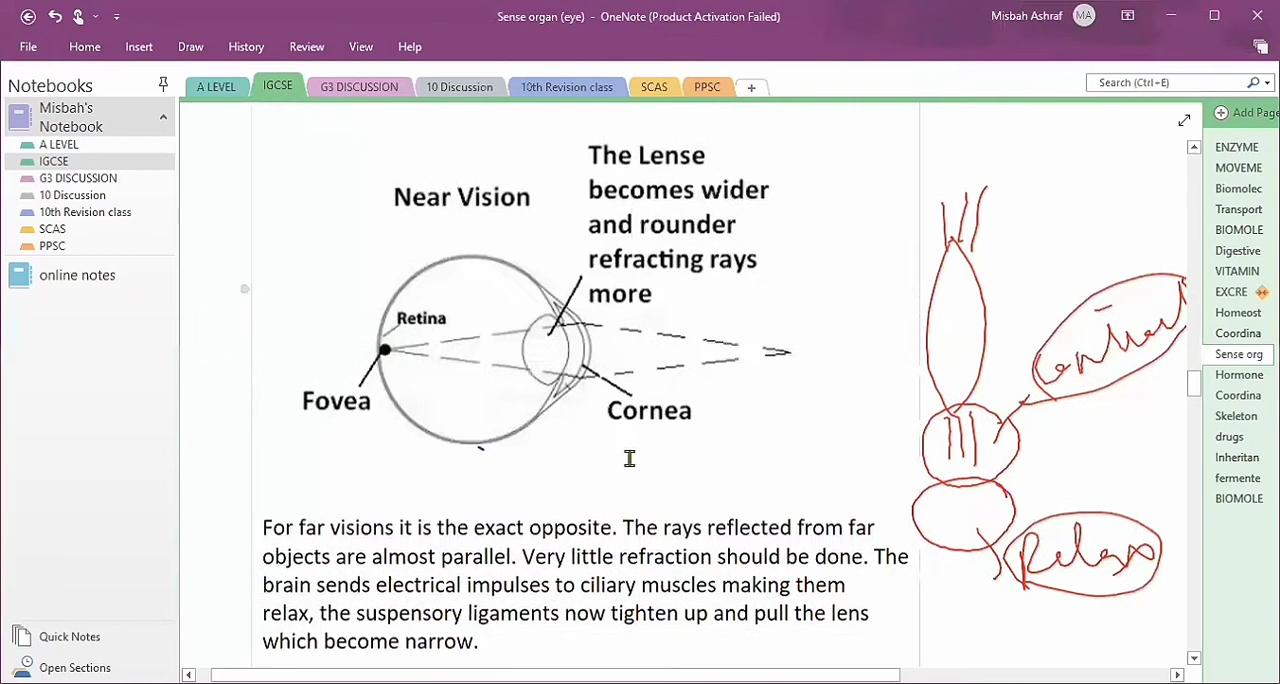 Sense organ (eye) - OneNote (Product Activation Failed)
Misbah Ashraf
MA
File
Home
Insert
Draw
History
Review
View
Help
Notebooks
A LEVEL
IGCSE
G3 DISCUSSION
10 Discussion
10th Revision class
SCAS
PPSC
+
Search (Ctrl+E)
Misbah's
Notebook
A LEVEL
IGCSE
G3 DISCUSSION
10 Discussion
10th Revision class
SCAS
PPSC
online notes
Quick Notes
Open Sections
Near Vision
The Lense
becomes wider
and rounder
refracting rays
more
Retina
Fovea
Cornea
For far visions it is the exact opposite. The rays reflected from far
objects are almost parallel. Very little refraction should be done. The
brain sends electrical impulses to ciliary muscles making them
relax, the suspensory ligaments now tighten up and pull the lens
which become narrow.
Relax
Add Page
ENZYME
MOVEME
Biomolec
Transport
BIOMOLE
Digestive
VITAMIN
EXCRE
Homeost
Coordina
Sense org
Hormone
Coordina
Skeleton
drugs
Inheritan
fermente
BIOMOLE